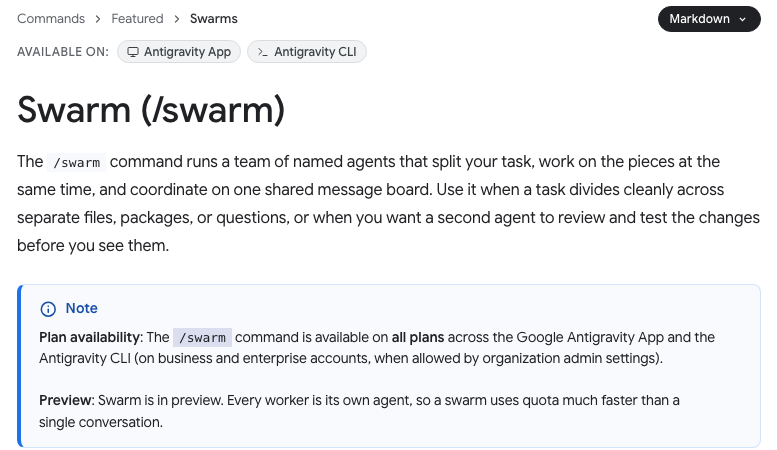 Commands > Featured > Swarms
Markdown
AVAILABLE ON: Antigravity App >_ Antigravity CLI
Swarm (/swarm)
The /swarm command runs a team of named agents that split your task, work on the pieces at the
same time, and coordinate on one shared message board. Use it when a task divides cleanly across
separate files, packages, or questions, or when you want a second agent to review and test the changes
before you see them.
Note
Plan availability: The /swarm command is available on all plans across the Google Antigravity App and the
Antigravity CLI (on business and enterprise accounts, when allowed by organization admin settings).
Preview: Swarm is in preview. Every worker is its own agent, so a swarm uses quota much faster than a
single conversation.